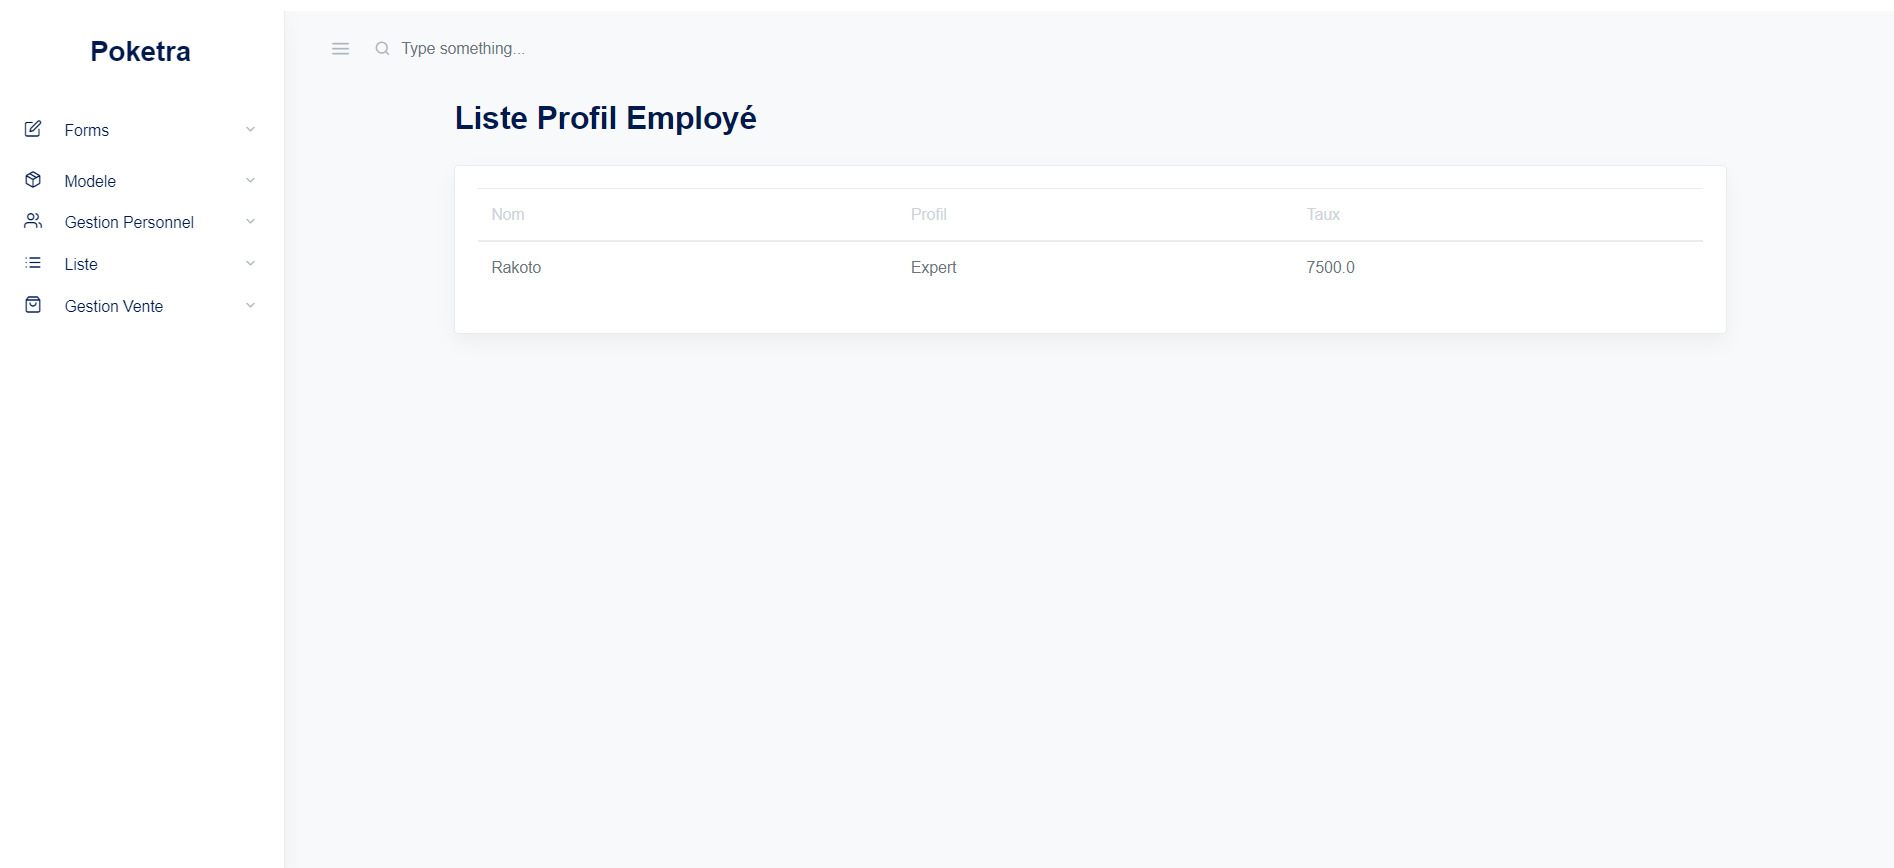 Poketra
Forms
Modele
Gestion Personnel
Liste
Gestion Vente
Type something...
Liste Profil Employé
Nom Profil Taux
Rakoto Expert 7500.0